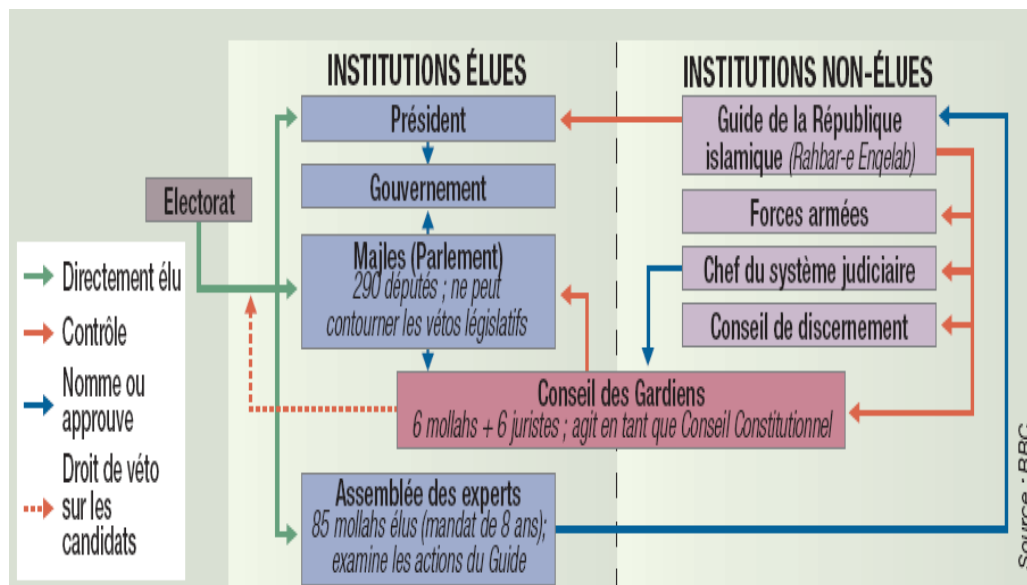 INSTITUTIONS ÉLUES
Président
Gouvernement
Majles (Parlement)
290 députés ; ne peut
contourner les vétos législatifs
INSTITUTIONS NON-ÉLUES
Guide de la République
islamique (Rahbar-e Enqelab)
Forces armées
Chef du système judiciaire
Conseil de discernement
Conseil des Gardiens
6 mollahs + 6 juristes ; agit en tant que Conseil Constitutionnel
Assemblée des experts
85 mollahs élus (mandat de 8 ans);
examine les actions du Guide
Electorat
Directement élu
Contrôle
Nomme ou
approuve
Droit de véto
sur les
candidats
Source : BBC